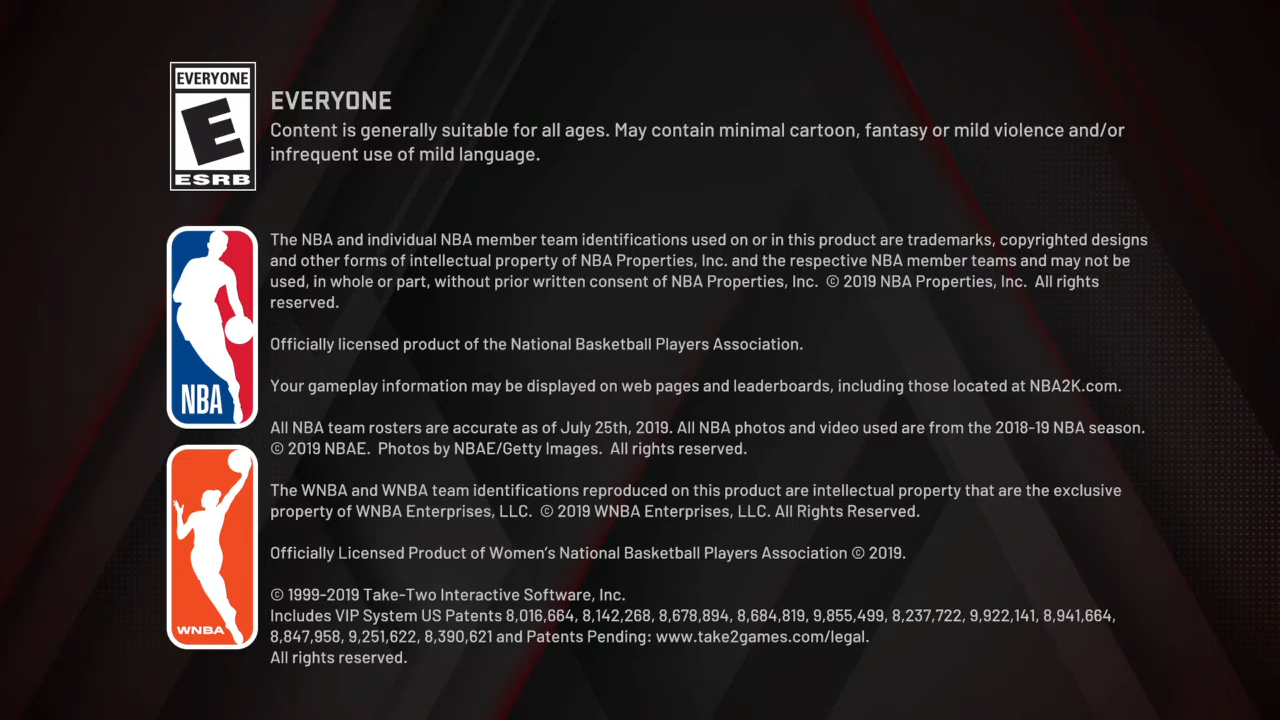 EVERYONE
E
ESRB
EVERYONE
Content is generally suitable for all ages. May contain minimal cartoon, fantasy or mild violence and/or
infrequent use of mild language.
The NBA and individual NBA member team identifications used on or in this product are trademarks, copyrighted designs
and other forms of intellectual property of NBA Properties, Inc. and the respective NBA member teams and may not be
used, in whole or part, without prior written consent of NBA Properties, Inc. © 2019 NBA Properties, Inc. All rights
reserved.
Officially licensed product of the National Basketball Players Association.
Your gameplay information may be displayed on web pages and leaderboards, including those located at NBA2K.com.
NBA
All NBA team rosters are accurate as of July 25th, 2019. All NBA photos and video used are from the 2018-19 NBA season.
© 2019 NBAE. Photos by NBAE/Getty Images. All rights reserved.
The WNBA and WNBA team identifications reproduced on this product are intellectual property that are the exclusive
property of WNBA Enterprises, LLC. © 2019 WNBA Enterprises, LLC. All Rights Reserved.
Officially Licensed Product of Women's National Basketball Players Association © 2019.
© 1999-2019 Take-Two Interactive Software, Inc.
Includes VIP System US Patents 8,016,664, 8,142,268, 8,678,894, 8,684,819, 9,855,499, 8,237,722, 9,922,141, 8,941,664,
8,847,958, 9,251,622, 8,390,621 and Patents Pending: www.take2games.com/legal.
All rights reserved.
WNBA